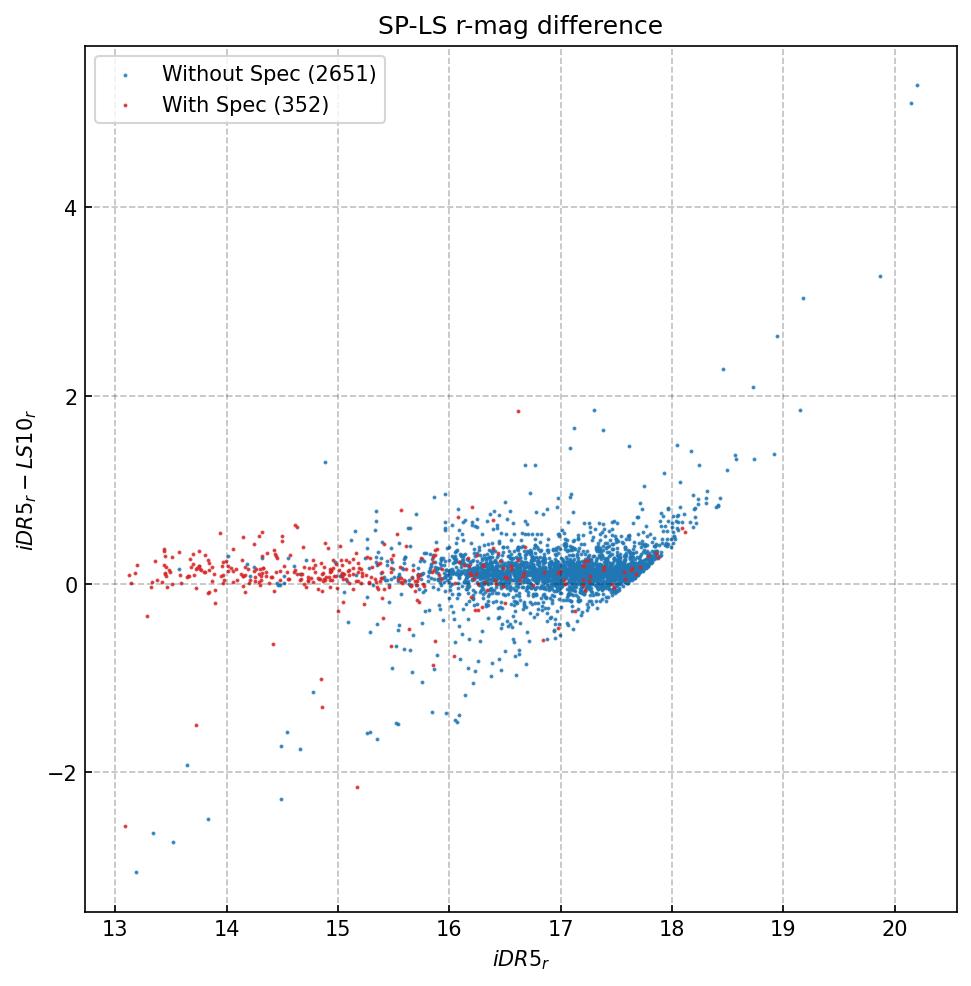 SP-LS r-mag difference
Without Spec (2651)
With Spec (352)
4
2
0
−2
iDR5r − LS10r
13 14 15 16 17 18 19 20
iDR5r